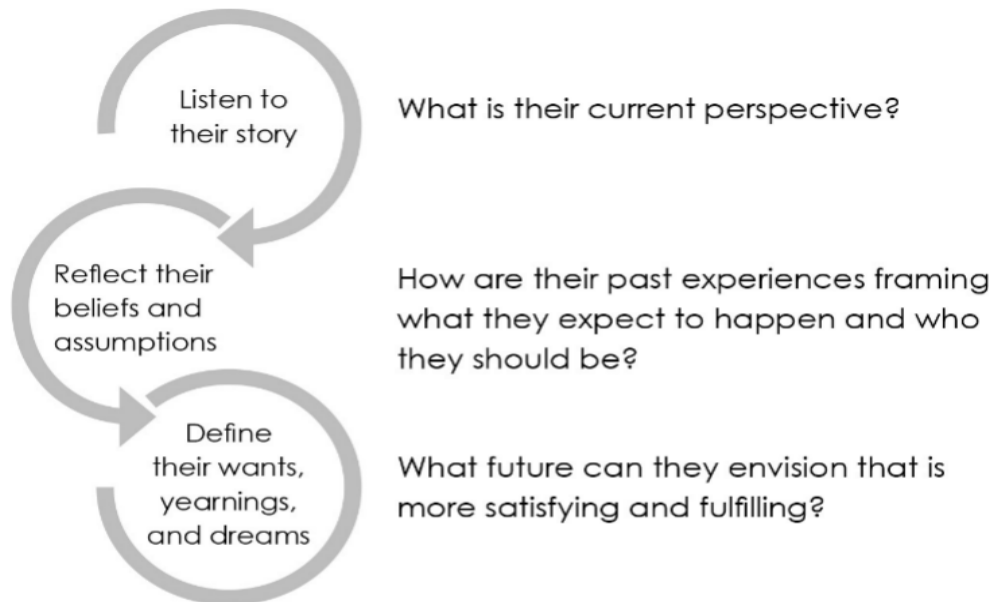 Listen to
their story
What is their current perspective?
Reflect their
beliefs and
assumptions
How are their past experiences framing
what they expect to happen and who
they should be?
Define
their wants,
yearnings,
and dreams
What future can they envision that is
more satisfying and fulfilling?